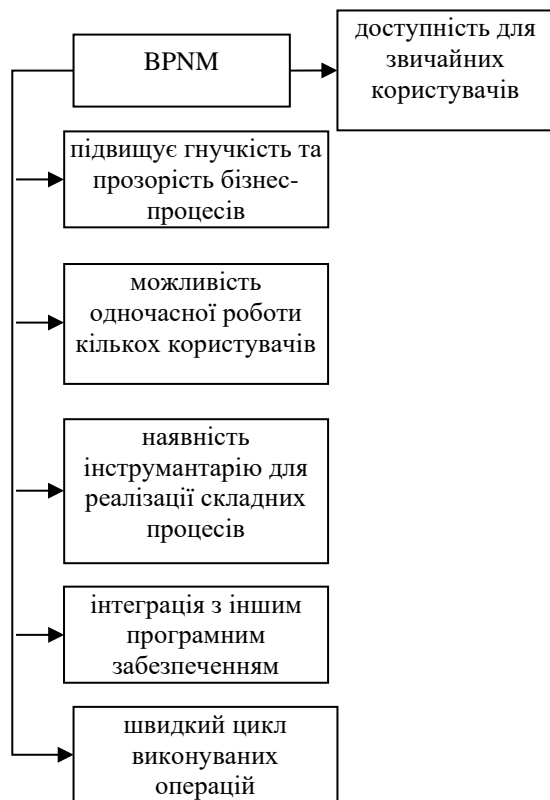 BPNM
доступність для
звичайних
користувачів
підвищує гнучкість та
прозорість бізнес-
процесів
можливість
одночасної роботи
кількох користувачів
наявність
інструмантарію для
реалізації складних
процесів
інтеграція з іншим
програмним
забезпеченням
швидкий цикл
виконуваних
операцій